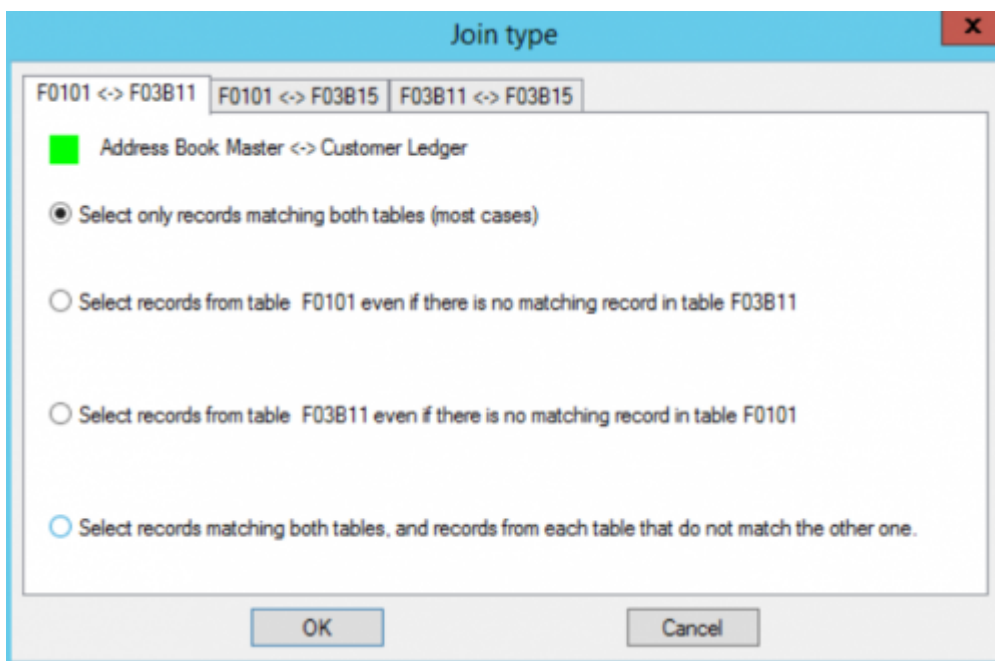 Join type
x
F0101 <-> F03B11
F0101 <-> F03B15
F03B11 <-> F03B15
Address Book Master <-> Customer Ledger
Select only records matching both tables (most cases)
Select records from table F0101 even if there is no matching record in table F03B11
Select records from table F03B11 even if there is no matching record in table F0101
Select records matching both tables, and records from each table that do not match the other one.
OK
Cancel